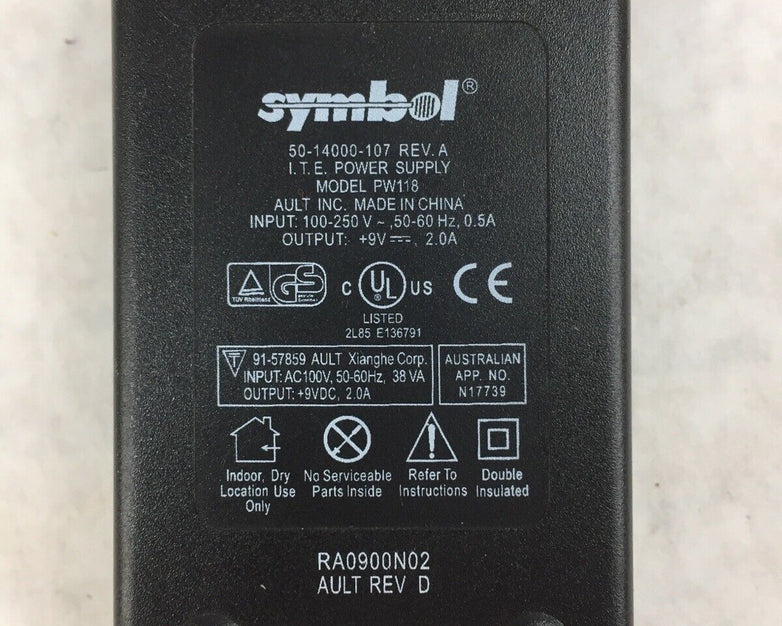 symbol®
50-14000-107 REV. A
I.T.E. POWER SUPPLY
MODEL PW118
AULT INC. MADE IN CHINA
INPUT: 100-250 V ~ ,50-60 Hz, 0.5A
OUTPUT: +9V ⎓, 2.0A
TÜV Rheinland
GS
C UL® US
CE
LISTED
2L85 E136791
T 91-57859 AULT Xianghe Corp.
INPUT: AC100V, 50-60Hz, 38 VA
OUTPUT: +9VDC, 2.0A
AUSTRALIAN
APP. NO.
N17739
Indoor, Dry
Location Use
Only
No Serviceable
Parts Inside
Refer To
Instructions
Double
Insulated
RA0900N02
AULT REV D